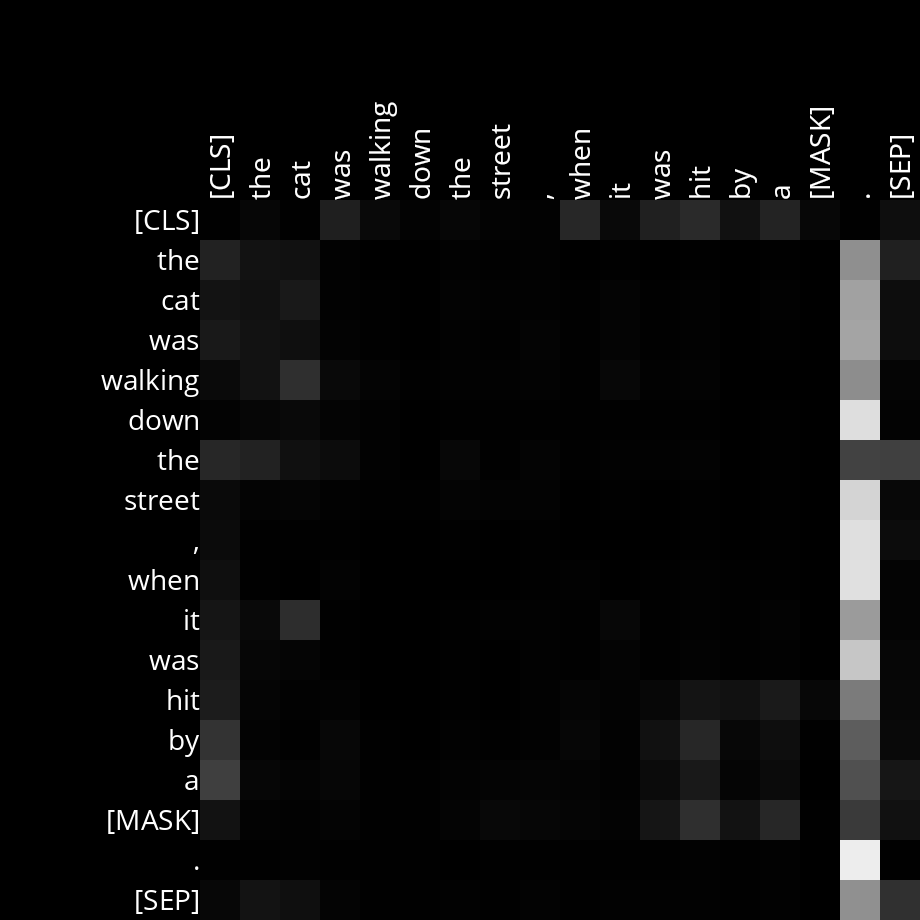 [CLS] the cat was walking down the street , when it was hit by a [MASK] . [SEP]
[CLS]
the
cat
was
walking
down
the
street
,
when
it
was
hit
by
a
[MASK]
.
[SEP]